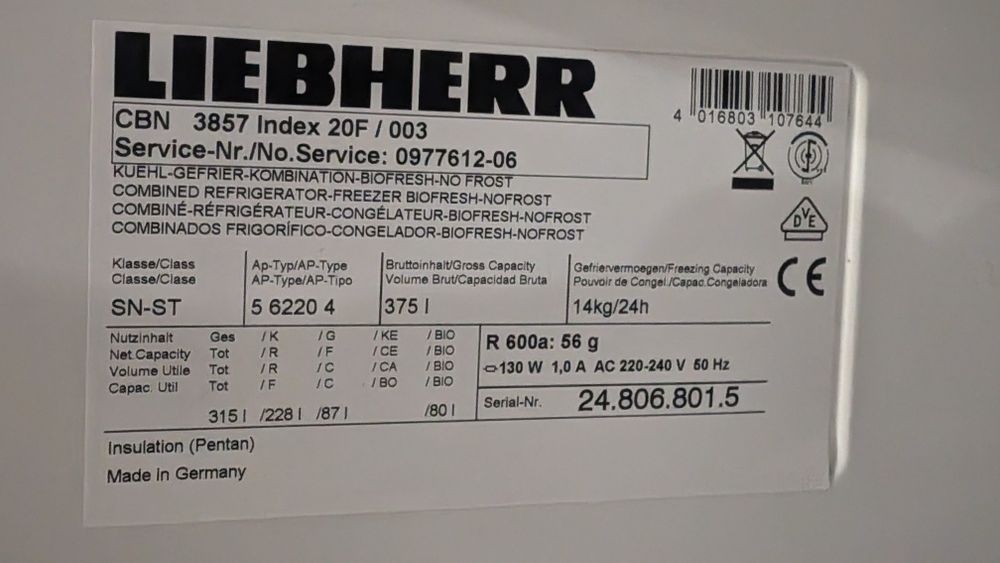 LIEBHERR
4 016803 107644
CBN 3857 Index 20F / 003
Service-Nr./No.Service: 0977612-06
KUEHL-GEFRIER-KOMBINATION-BIOFRESH-NO FROST
COMBINED REFRIGERATOR-FREEZER BIOFRESH-NOFROST
COMBINÉ-RÉFRIGÉRATEUR-CONGÉLATEUR-BIOFRESH-NOFROST
COMBINADOS FRIGORÍFICO-CONGELADOR-BIOFRESH-NOFROST
DVE
CE
Klasse/Class
Classe/Clase
SN-ST
Ap-Typ/AP-Type
AP-Type/AP-Tipo
5 6220 4
Bruttoinhalt/Gross Capacity
Volume Brut/Capacidad Bruta
375 l
Gefriervermoegen/Freezing Capacity
Pouvoir de Congel./Capac.Congeladora
14kg/24h
Nutzinhalt Ges / K / G / KE / BIO
Net.Capacity Tot / R / F / CE / BIO
Volume Utile Tot / R / C / CA / BIO
Capac. Util Tot / F / C / BO / BIO
315 l /228 l /87 l /80 l
R 600a: 56 g
130 W 1,0 A AC 220-240 V 50 Hz
Serial-Nr. 24.806.801.5
Insulation (Pentan)
Made in Germany